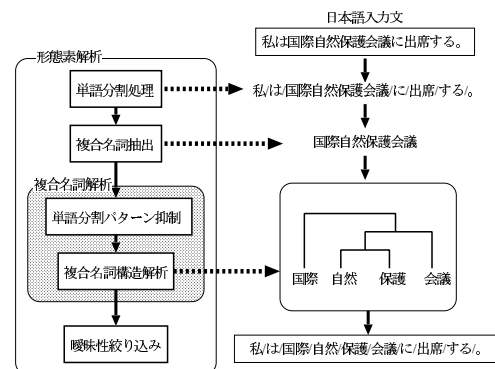 日本語入力文
私は国際自然保護会議に出席する。
形態素解析
単語分割処理
私/は/国際自然保護会議/に/出席/する/。
複合名詞抽出
国際自然保護会議
複合名詞解析
単語分割パターン抑制
複合名詞構造解析
国際 自然 保護 会議
曖昧性絞り込み
私/は/国際/自然/保護/会議/に/出席/する/。